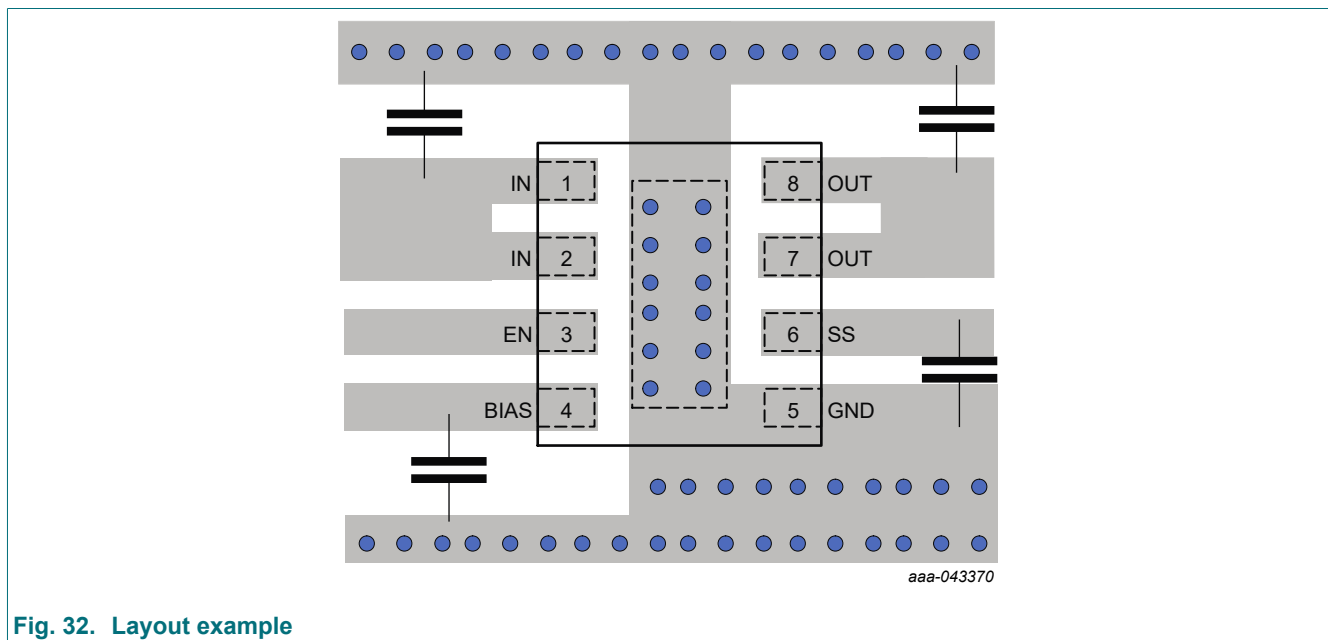 IN 1 8 OUT
IN 2 7 OUT
EN 3 6 SS
BIAS 4 5 GND
aaa-043370
Fig. 32. Layout example